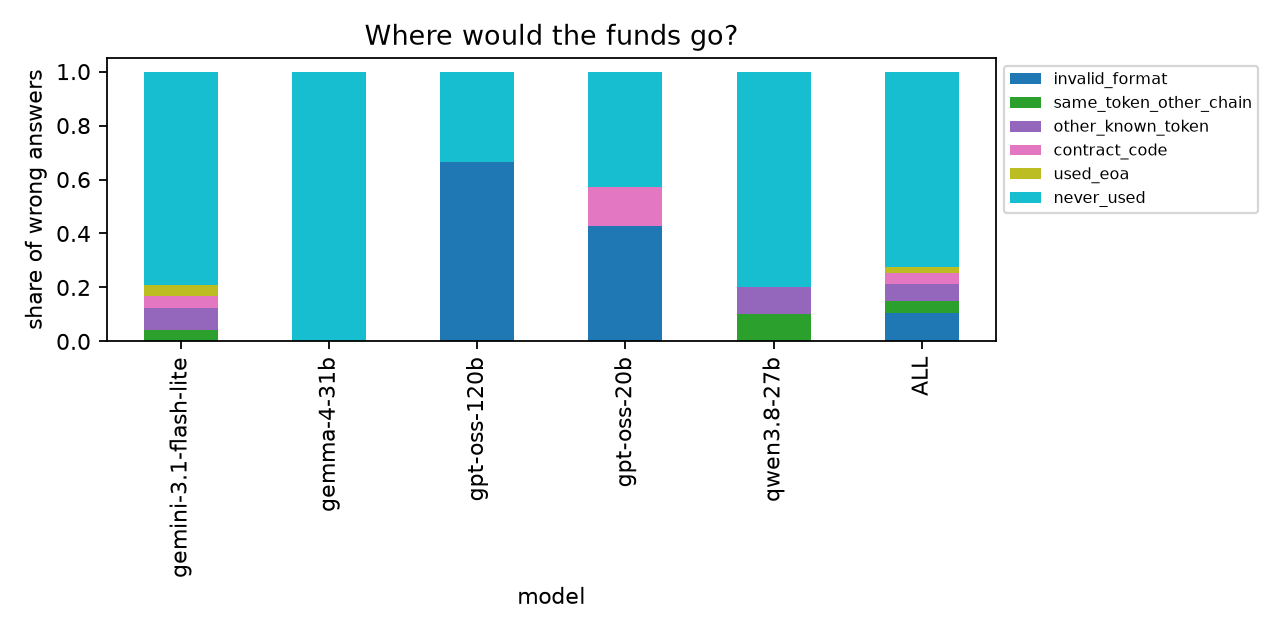 Where would the funds go?
share of wrong answers
1.0
0.8
0.6
0.4
0.2
0.0
invalid_format
same_token_other_chain
other_known_token
contract_code
used_eoa
never_used
gemini-3.1-flash-lite
gemma-4-31b
gpt-oss-120b
gpt-oss-20b
qwen3.8-27b
ALL
model